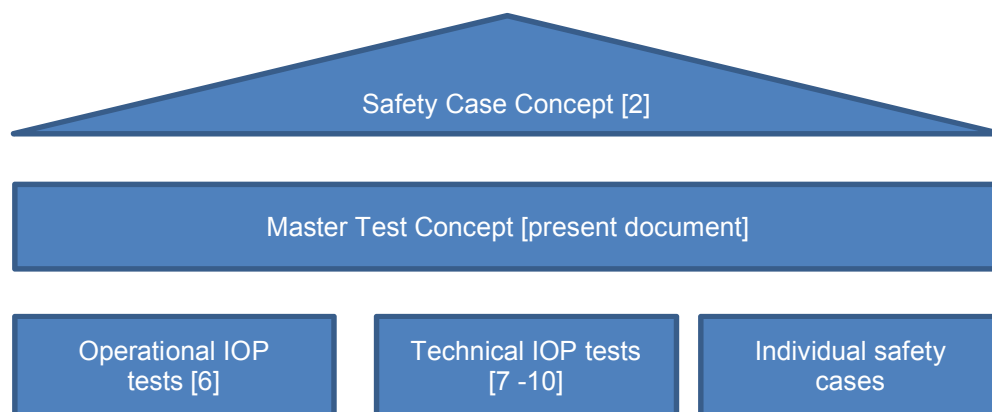 Safety Case Concept [2]
Master Test Concept [present document]
Operational IOP
tests [6]
Technical IOP tests
[7 -10]
Individual safety
cases